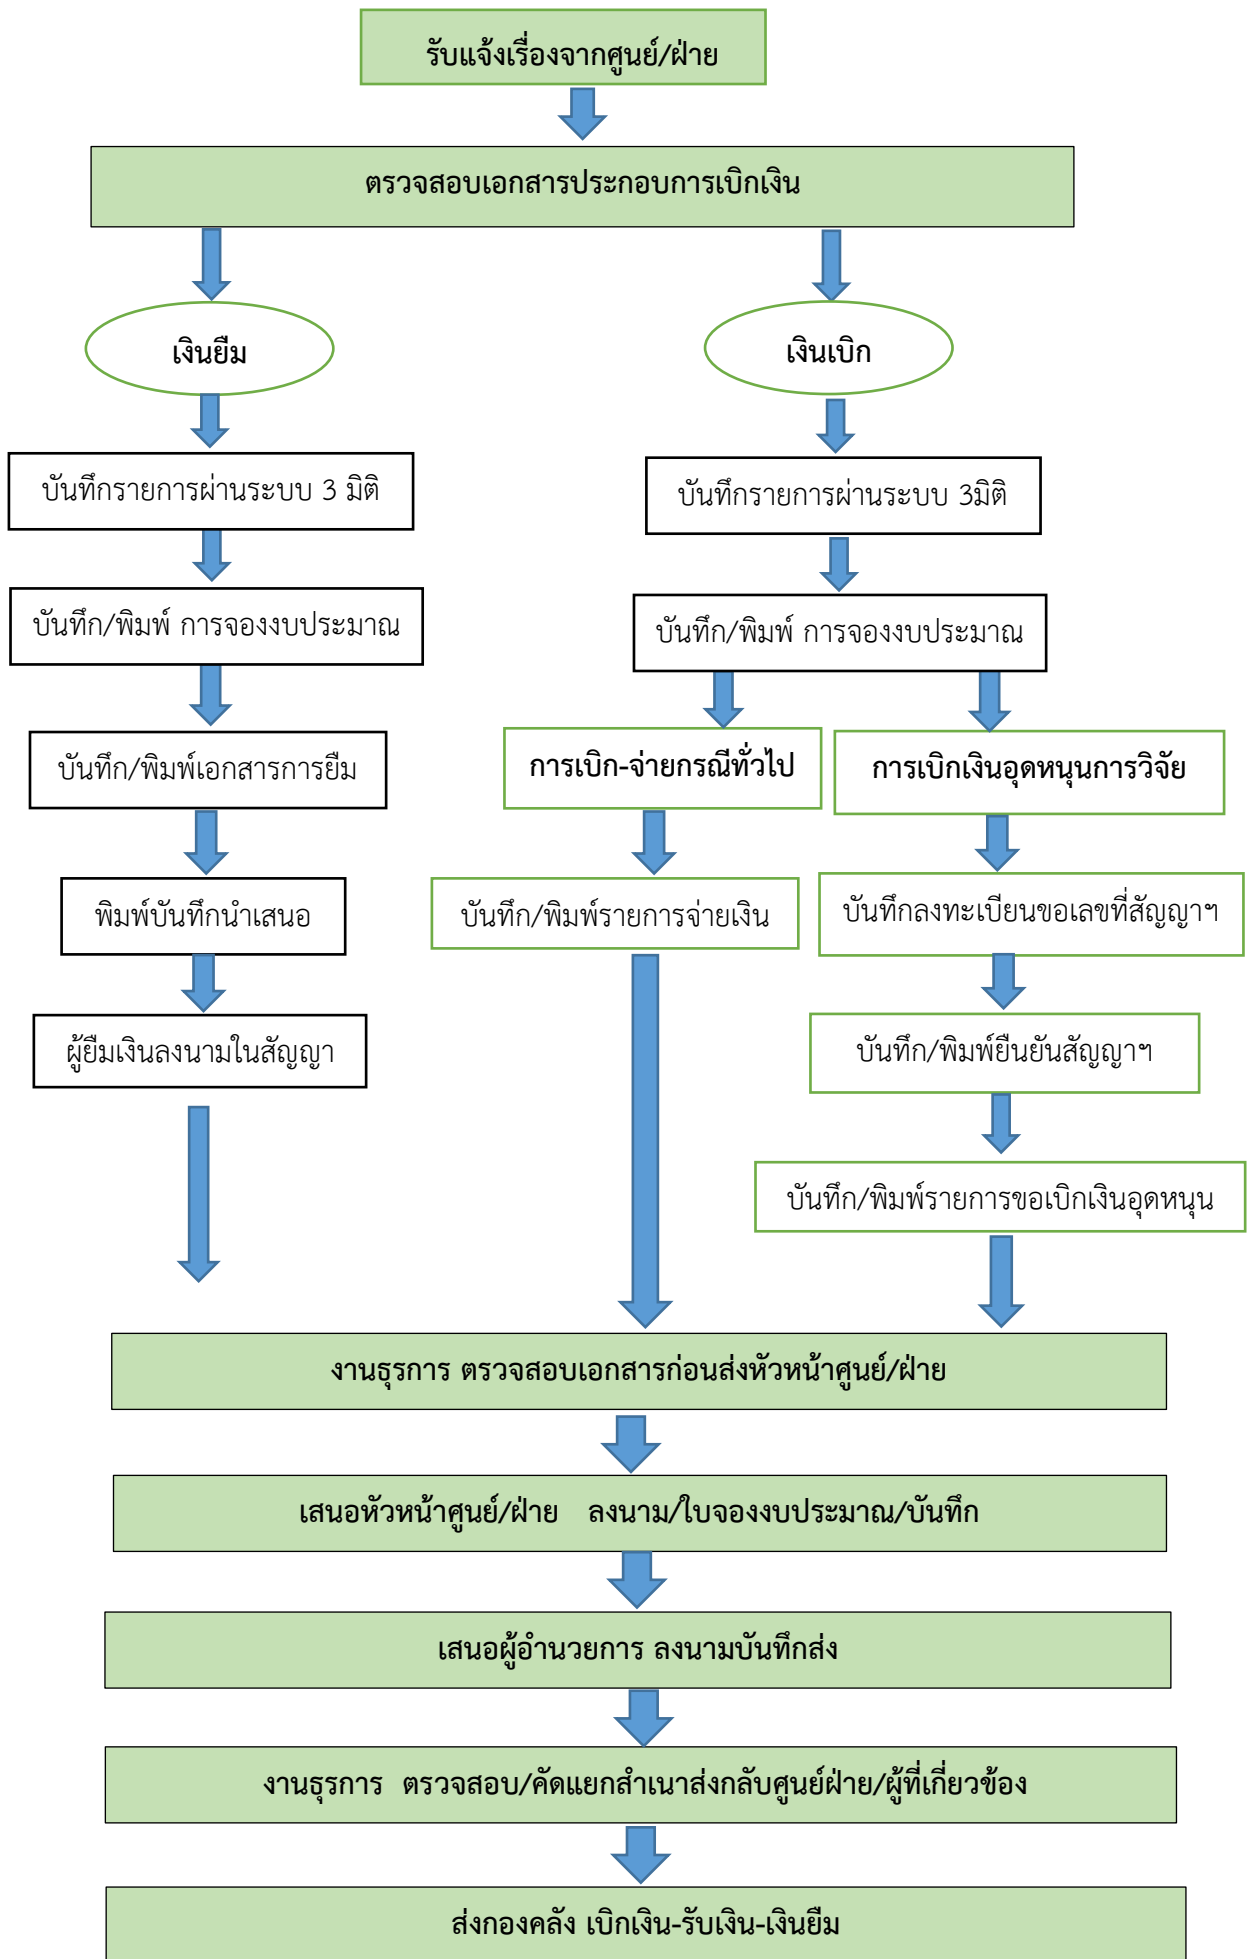 รับแจ้งเรื่องจากศูนย์/ฝ่าย
ตรวจสอบเอกสารประกอบการเบิกเงิน
เงินยืม
เงินเบิก
บันทึกรายการผ่านระบบ 3 มิติ
บันทึกรายการผ่านระบบ 3มิติ
บันทึก/พิมพ์ การจองงบประมาณ
บันทึก/พิมพ์ การจองงบประมาณ
บันทึก/พิมพ์เอกสารการยืม
การเบิก-จ่ายกรณีทั่วไป
การเบิกเงินอุดหนุนการวิจัย
พิมพ์บันทึกนำเสนอ
บันทึก/พิมพ์รายการจ่ายเงิน
บันทึกลงทะเบียนขอเลขที่สัญญาฯ
ผู้ยืมเงินลงนามในสัญญา
บันทึก/พิมพ์ยืนยันสัญญาฯ
บันทึก/พิมพ์รายการขอเบิกเงินอุดหนุน
งานธุรการ ตรวจสอบเอกสารก่อนส่งหัวหน้าศูนย์/ฝ่าย
เสนอหัวหน้าศูนย์/ฝ่าย ลงนาม/ใบจองงบประมาณ/บันทึก
เสนอผู้อำนวยการ ลงนามบันทึกส่ง
งานธุรการ ตรวจสอบ/คัดแยกสำเนาส่งกลับศูนย์ฝ่าย/ผู้ที่เกี่ยวข้อง
ส่งกองคลัง เบิกเงิน-รับเงิน-เงินยืม